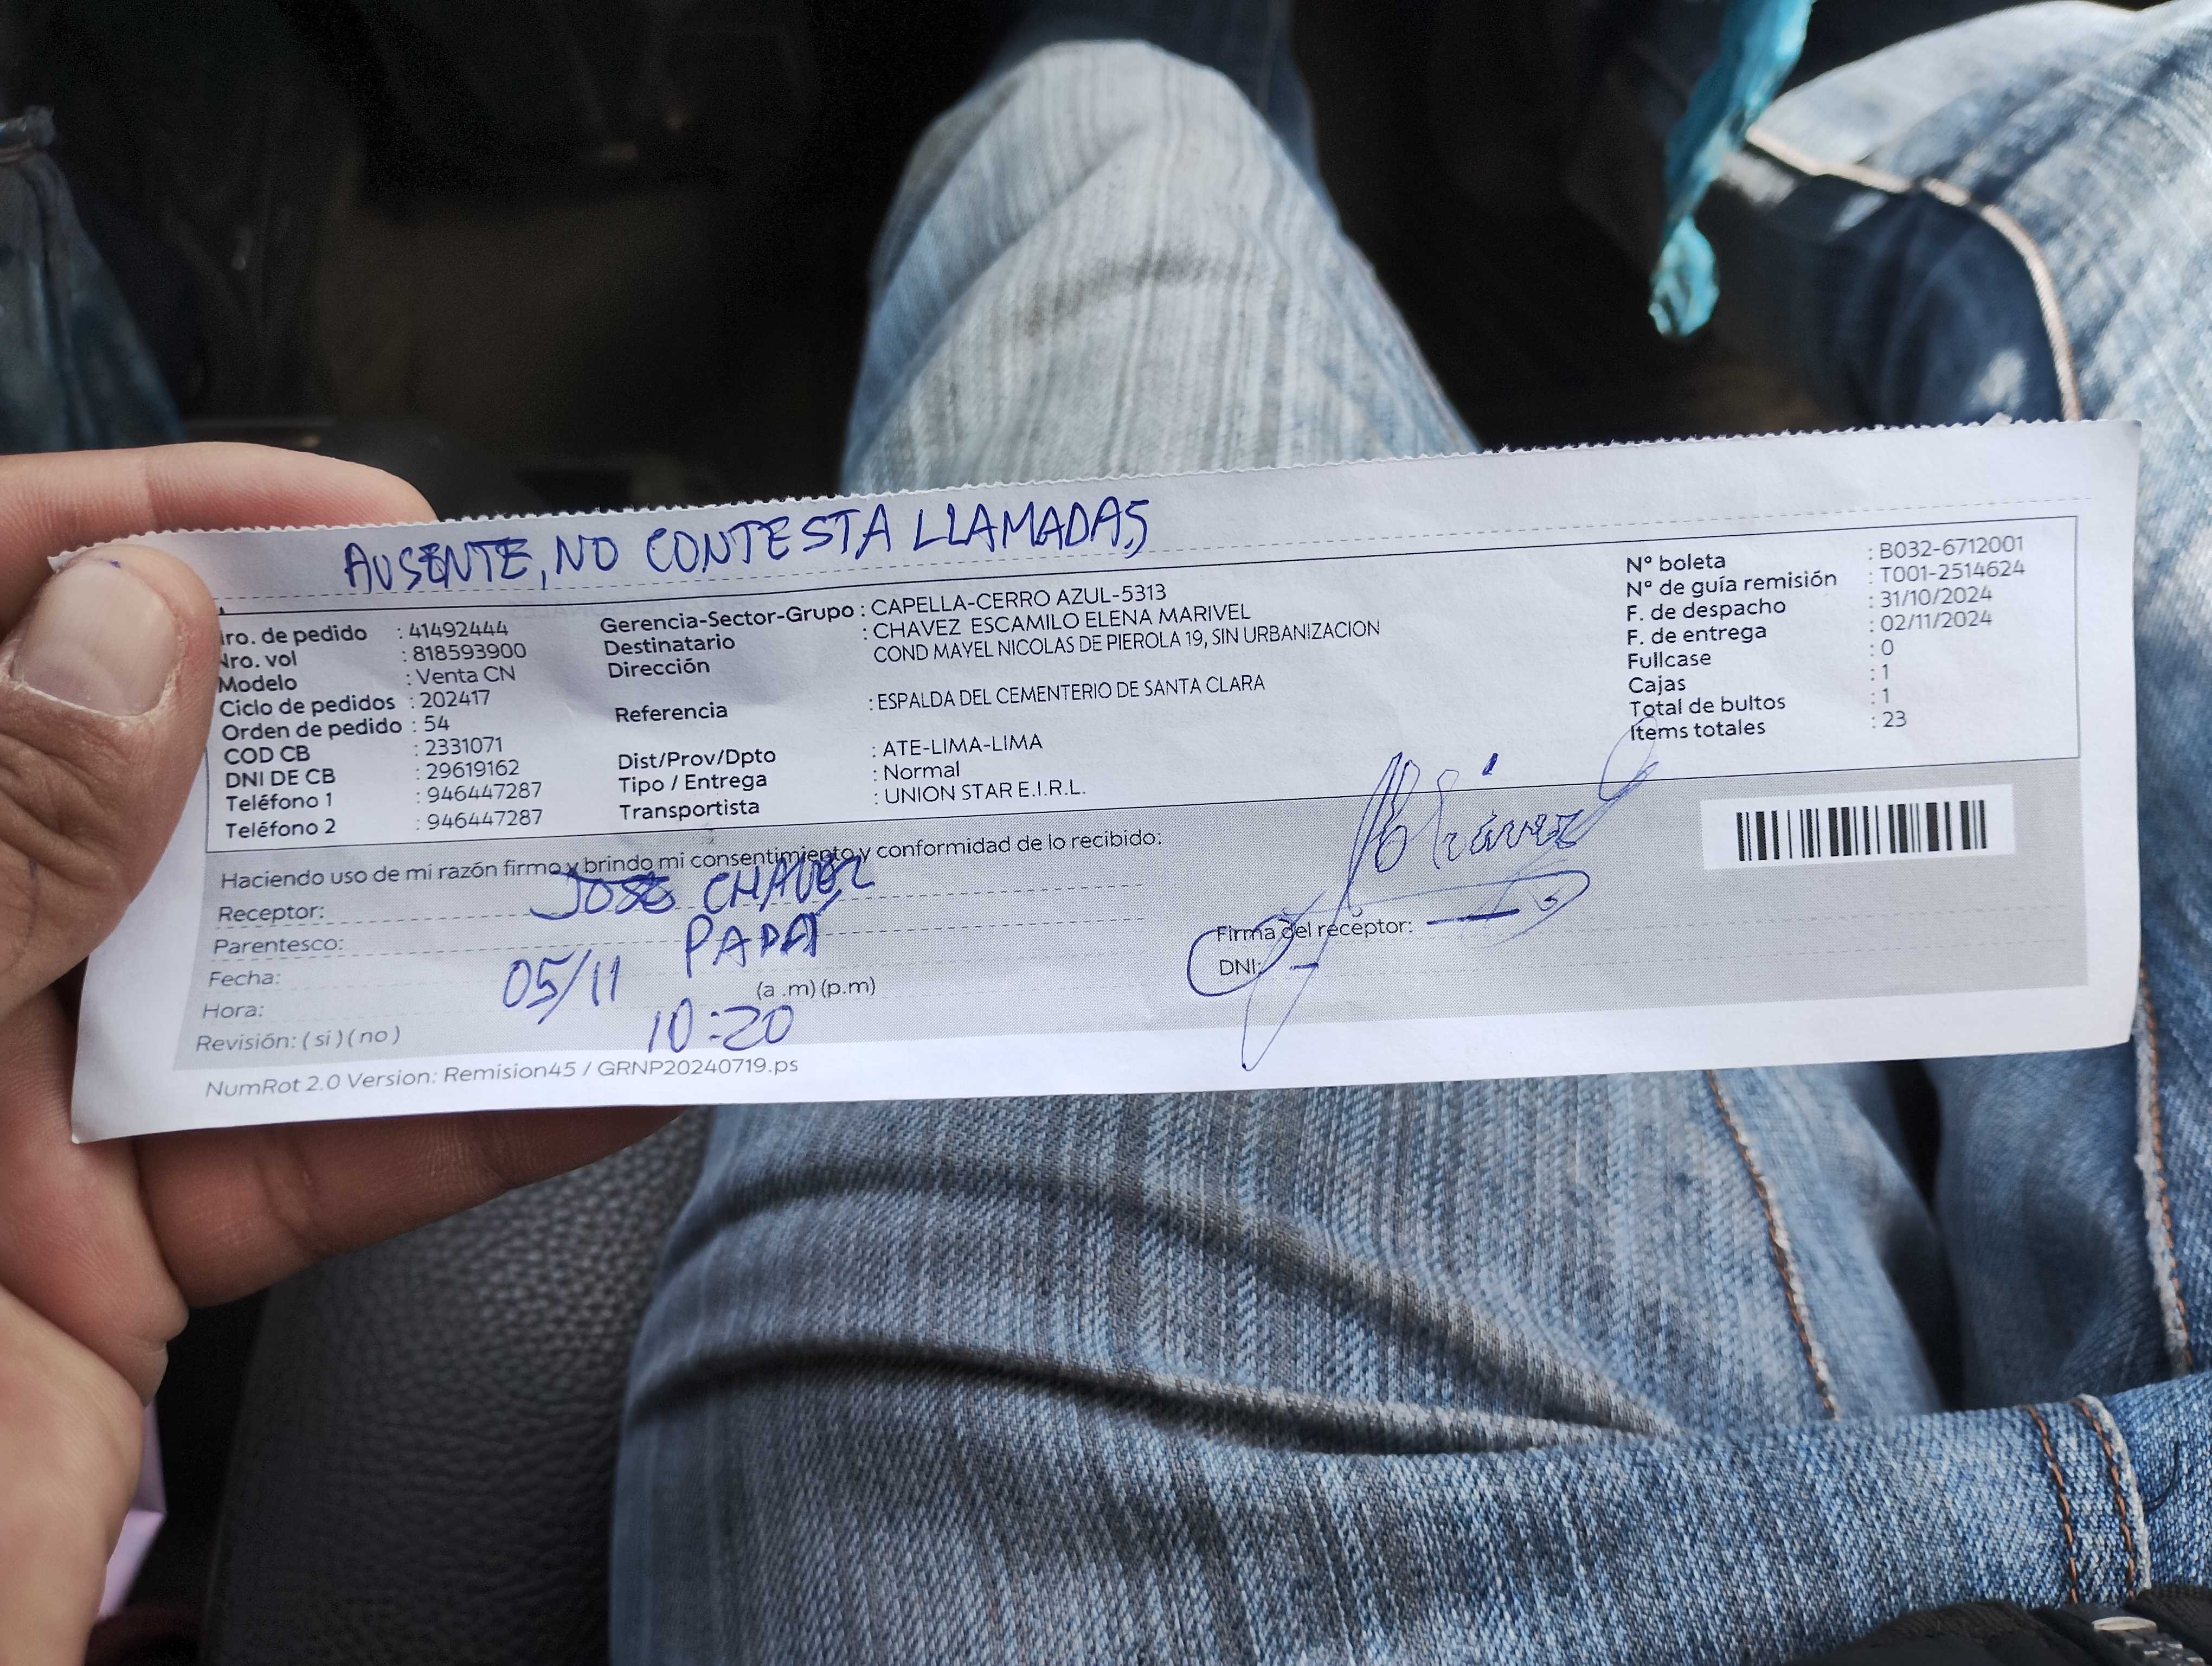 AUSENTE, NO CONTESTA LLAMADAS
Nro. de pedido : 41492444
Nro. vol : 818593900
Modelo : Venta CN
Ciclo de pedidos : 202417
Orden de pedido : 54
COD CB : 2331071
DNI DE CB : 29619162
Teléfono 1 : 946447287
Teléfono 2 : 946447287
Gerencia-Sector-Grupo : CAPELLA-CERRO AZUL-5313
Destinatario : CHAVEZ ESCAMILO ELENA MARIVEL
Dirección COND MAYEL NICOLAS DE PIEROLA 19, SIN URBANIZACION
Referencia : ESPALDA DEL CEMENTERIO DE SANTA CLARA
Dist/Prov/Dpto : ATE-LIMA-LIMA
Tipo / Entrega : Normal
Transportista : UNION STAR E.I.R.L.
N° boleta : B032-6712001
N° de guía remisión : T001-2514624
F. de despacho : 31/10/2024
F. de entrega : 02/11/2024
Fullcase : 0
Cajas : 1
Total de bultos : 1
Items totales : 23
Haciendo uso de mi razón firmo y brindo mi consentimiento y conformidad de lo recibido:
Receptor: JOSE CHAVEZ
Parentesco: PAPÁ
Fecha: 05/11
Hora: 10:20 (a .m) (p.m)
Revisión: ( si ) ( no )
Firma del receptor:
DNI:
NumRot 2.0 Version: Remision45 / GRNP20240719.ps